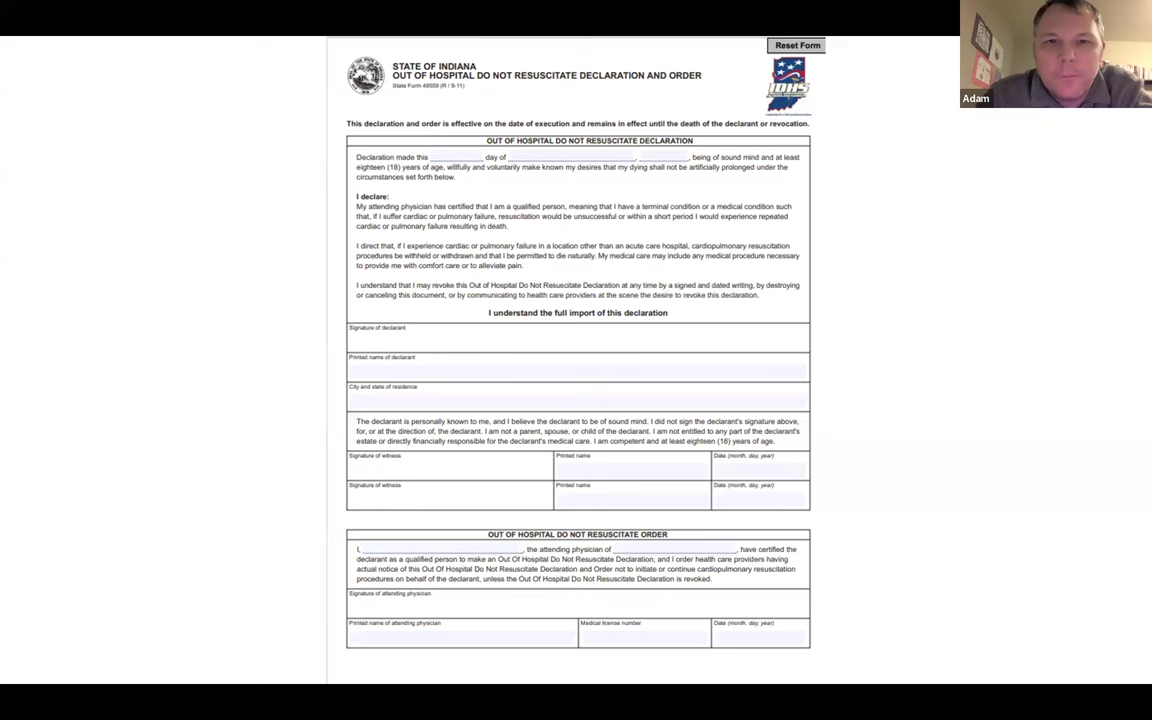 Reset Form
Adam
STATE OF INDIANA
OUT OF HOSPITAL DO NOT RESUSCITATE DECLARATION AND ORDER
State Form 49559 (R / 9-11)
IDHS
This declaration and order is effective on the date of execution and remains in effect until the death of the declarant or revocation.
OUT OF HOSPITAL DO NOT RESUSCITATE DECLARATION
Declaration made this ____________ day of ____________, ____________, being of sound mind and at least
eighteen (18) years of age, willfully and voluntarily make known my desires that my dying shall not be artificially prolonged under the
circumstances set forth below.
I declare:
My attending physician has certified that I am a qualified person, meaning that I have a terminal condition or a medical condition such
that, if I suffer cardiac or pulmonary failure, resuscitation would be unsuccessful or within a short period I would experience repeated
cardiac or pulmonary failure resulting in death.
I direct that, if I experience cardiac or pulmonary failure in a location other than an acute care hospital, cardiopulmonary resuscitation
procedures be withheld or withdrawn and that I be permitted to die naturally. My medical care may include any medical procedure necessary
to provide me with comfort care or to alleviate pain.
I understand that I may revoke this Out of Hospital Do Not Resuscitate Declaration at any time by a signed and dated writing, by destroying
or canceling this document, or by communicating to health care providers at the scene the desire to revoke this declaration.
I understand the full import of this declaration
Signature of declarant
Printed name of declarant
City and state of residence
The declarant is personally known to me, and I believe the declarant to be of sound mind. I did not sign the declarant's signature above,
for, or at the direction of, the declarant. I am not a parent, spouse, or child of the declarant. I am not entitled to any part of the declarant's
estate or directly financially responsible for the declarant's medical care. I am competent and at least eighteen (18) years of age.
Signature of witness Printed name Date (month, day, year)
Signature of witness Printed name Date (month, day, year)
OUT OF HOSPITAL DO NOT RESUSCITATE ORDER
I, ____________, the attending physician of ____________, have certified the
declarant as a qualified person to make an Out Of Hospital Do Not Resuscitate Declaration, and I order health care providers having
actual notice of this Out Of Hospital Do Not Resuscitate Declaration and Order not to initiate or continue cardiopulmonary resuscitation
procedures on behalf of the declarant, unless the Out Of Hospital Do Not Resuscitate Declaration is revoked.
Signature of attending physician
Printed name of attending physician Medical license number Date (month, day, year)